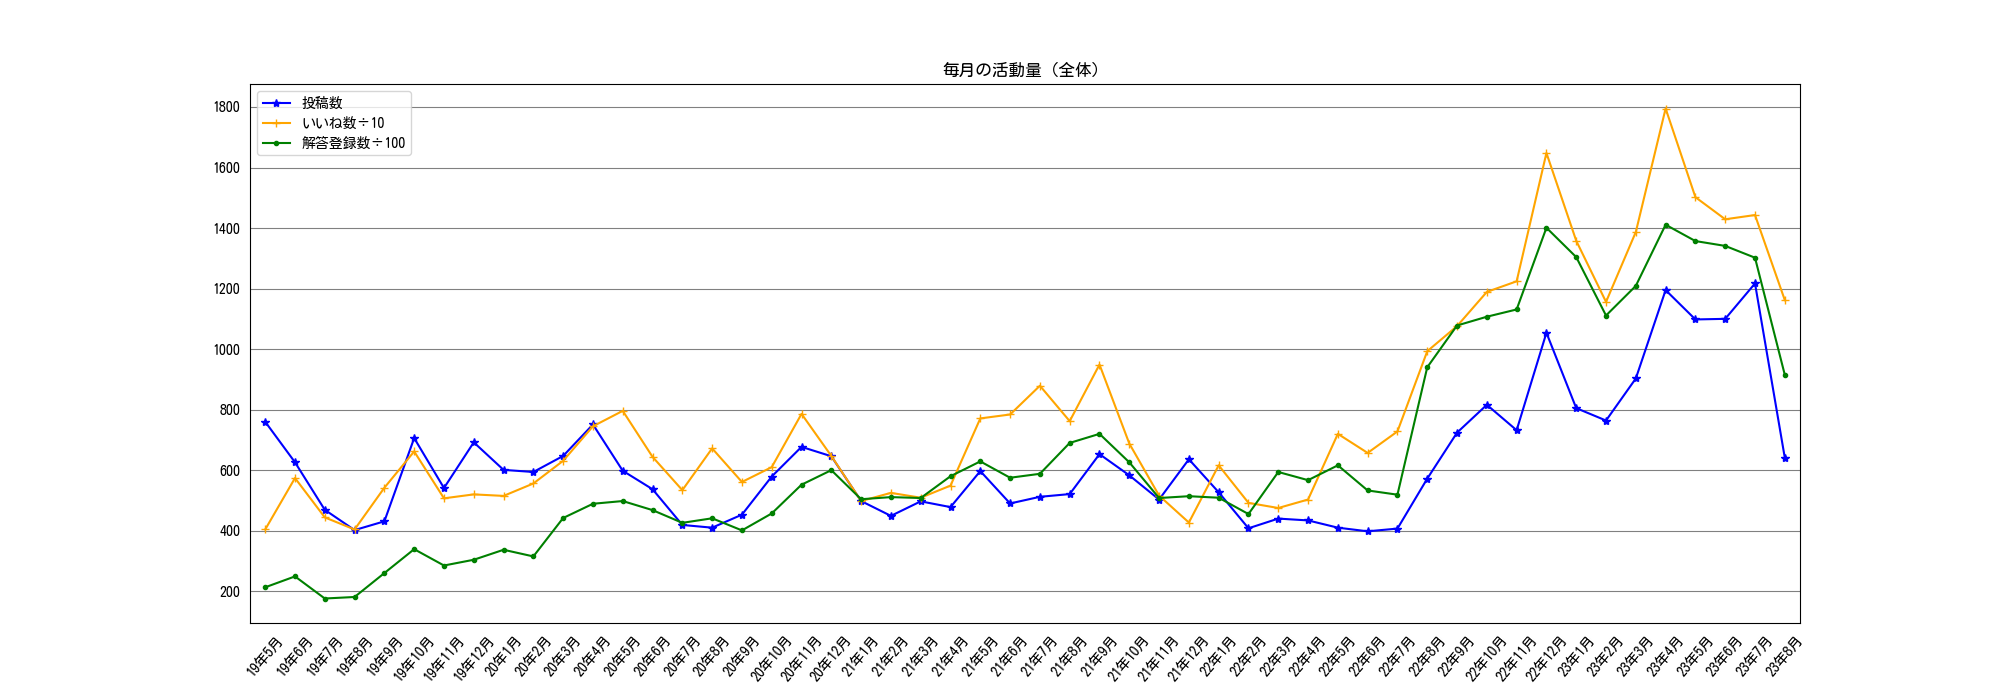 毎月の活動量（全体）
投稿数
いいね数÷10
解答登録数÷100
1800
1600
1400
1200
1000
800
600
400
200
19年5月
19年6月
19年7月
19年8月
19年9月
19年10月
19年11月
19年12月
20年1月
20年2月
20年3月
20年4月
20年5月
20年6月
20年7月
20年8月
20年9月
20年10月
20年11月
20年12月
21年1月
21年2月
21年3月
21年4月
21年5月
21年6月
21年7月
21年8月
21年9月
21年10月
21年11月
21年12月
22年1月
22年2月
22年3月
22年4月
22年5月
22年6月
22年7月
22年8月
22年9月
22年10月
22年11月
22年12月
23年1月
23年2月
23年3月
23年4月
23年5月
23年6月
23年7月
23年8月